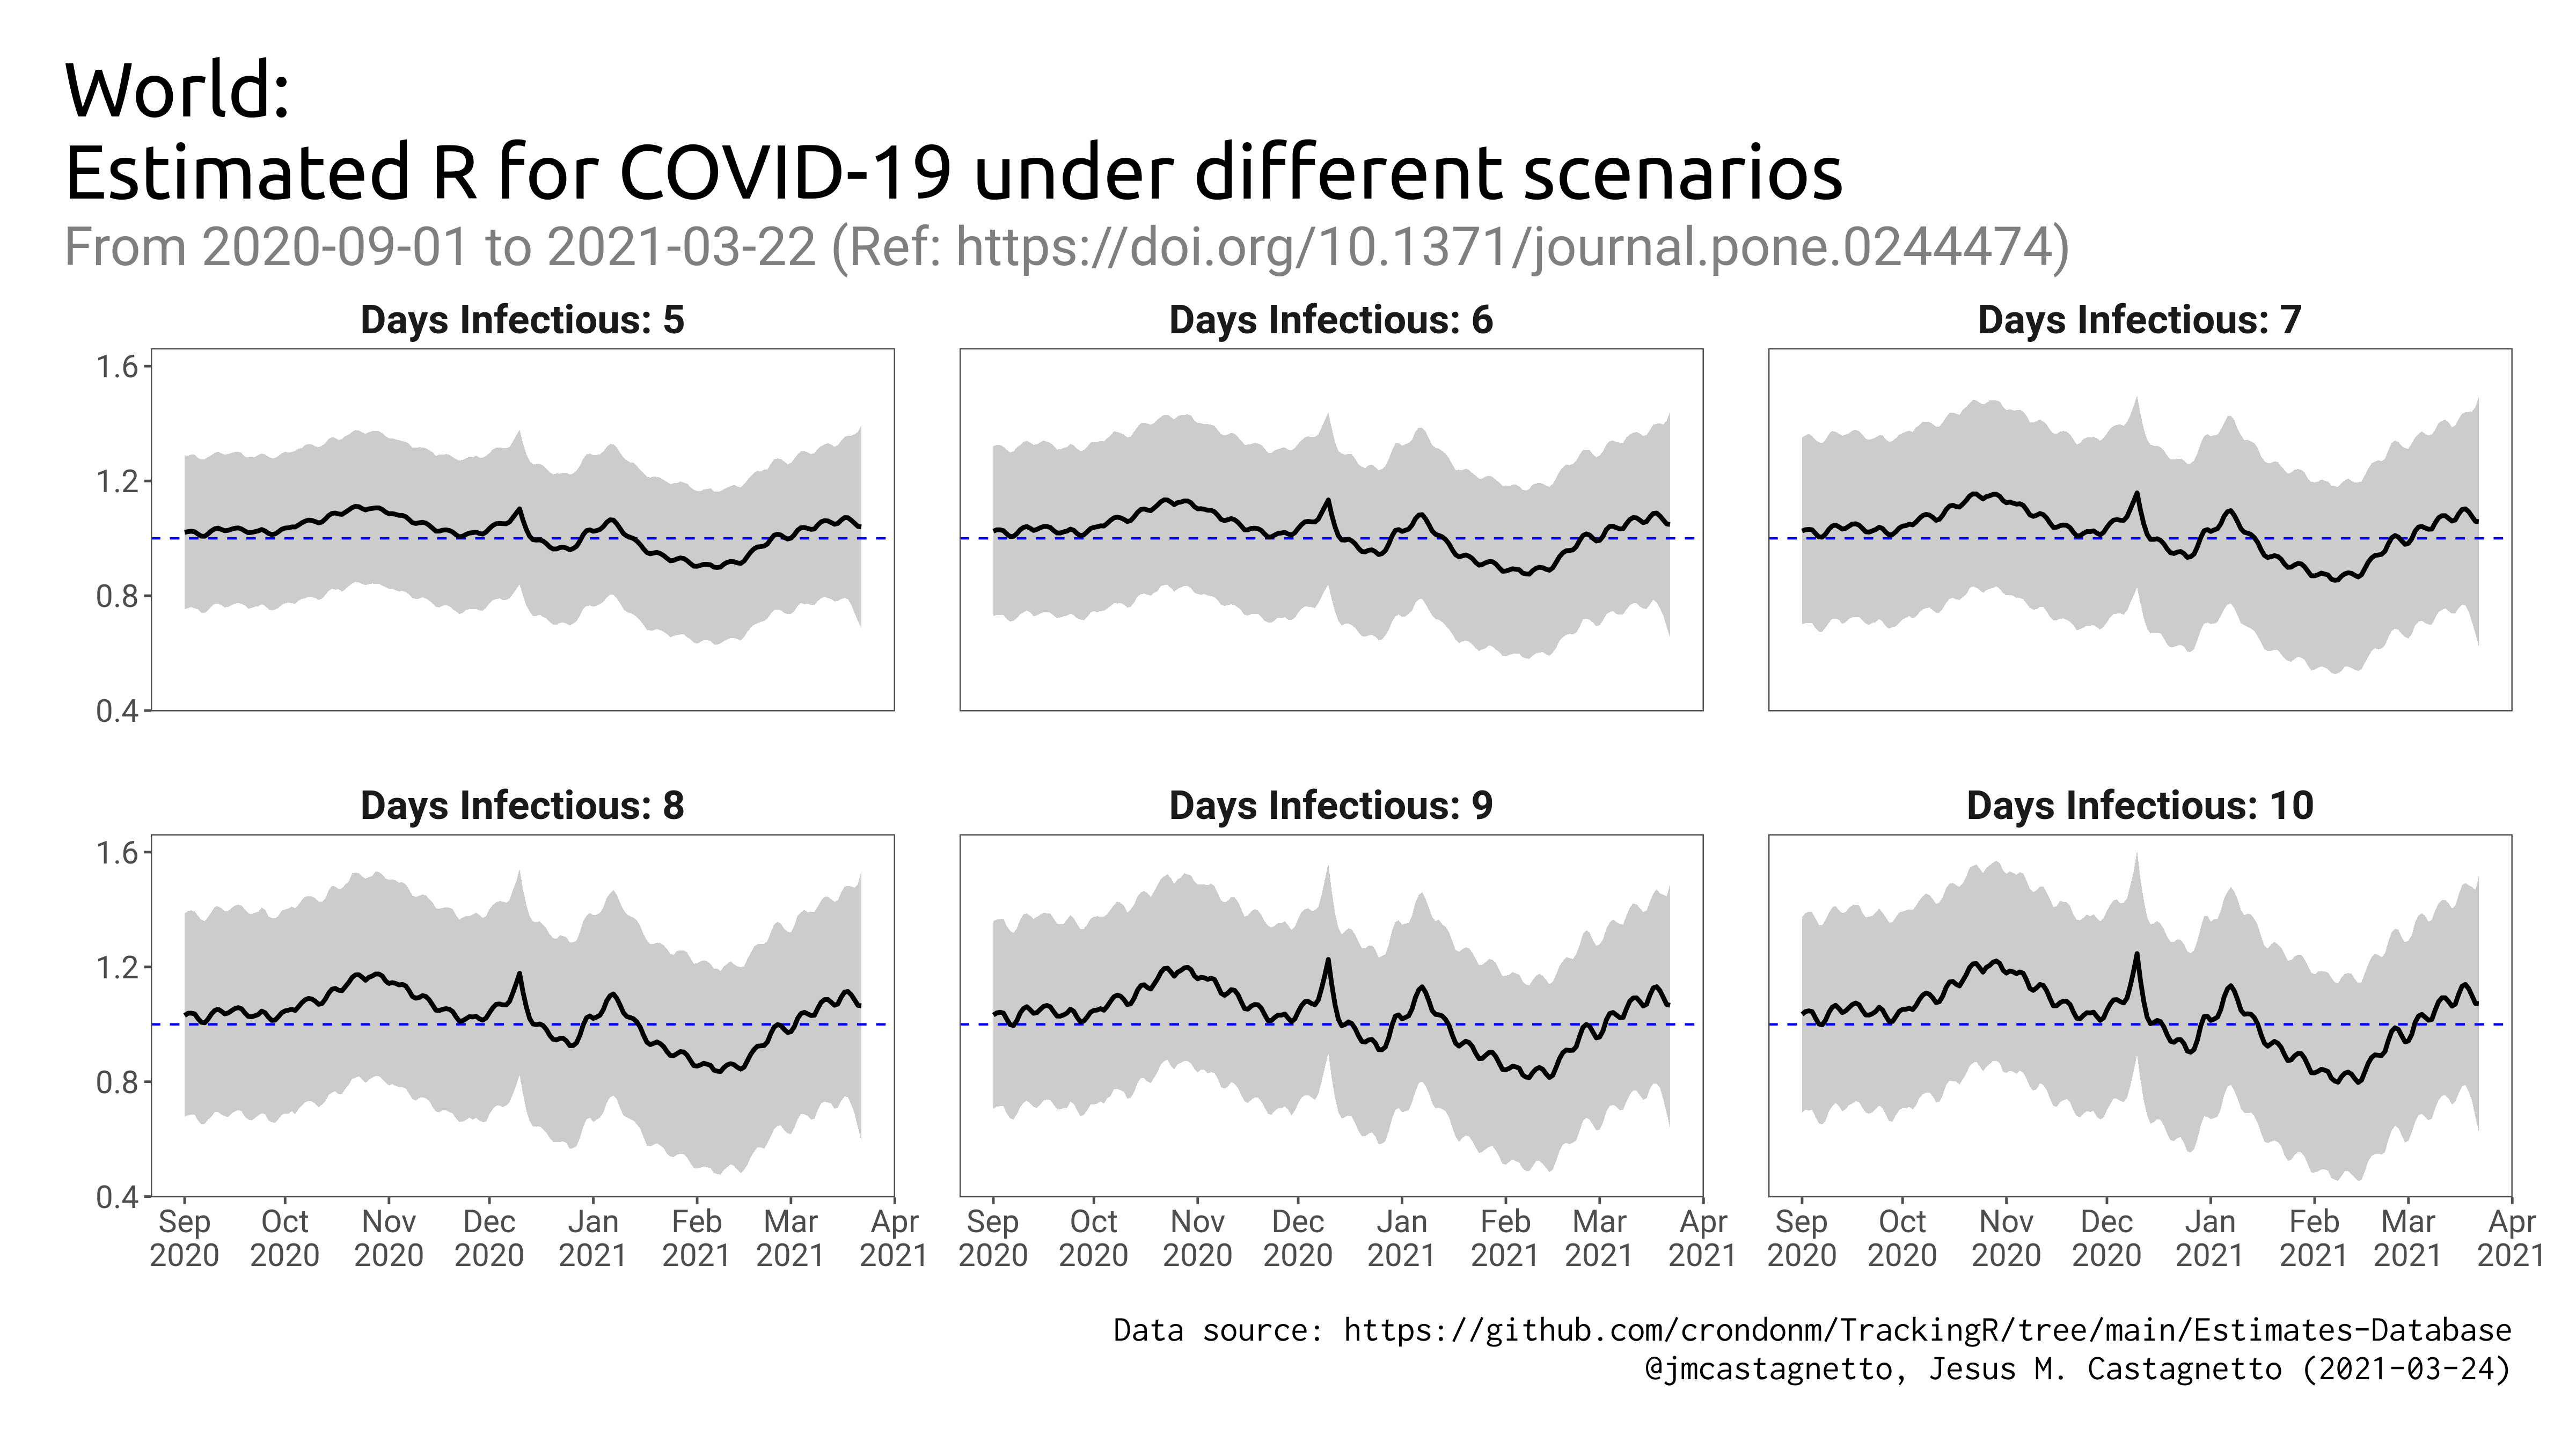 World:
Estimated R for COVID-19 under different scenarios
From 2020-09-01 to 2021-03-22 (Ref: https://doi.org/10.1371/journal.pone.0244474)
Days Infectious: 5
Days Infectious: 6
Days Infectious: 7
1.6
1.2
0.8
0.4
Days Infectious: 8
Days Infectious: 9
Days Infectious: 10
1.6
1.2
0.8
0.4
Sep Oct Nov Dec Jan Feb Mar Apr
2020 2020 2020 2020 2021 2021 2021 2021
Sep Oct Nov Dec Jan Feb Mar Apr
2020 2020 2020 2020 2021 2021 2021 2021
Sep Oct Nov Dec Jan Feb Mar Apr
2020 2020 2020 2020 2021 2021 2021 2021
Data source: https://github.com/crondonm/TrackingR/tree/main/Estimates-Database
@jmcastagnetto, Jesus M. Castagnetto (2021-03-24)